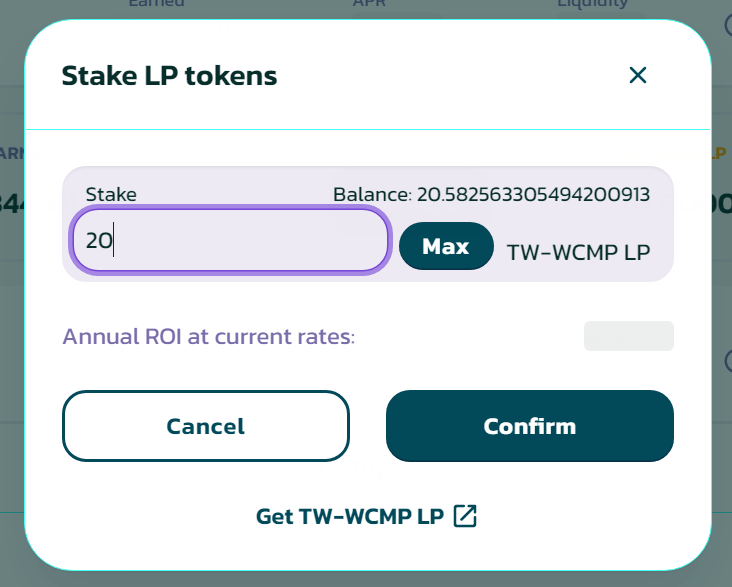 Earned APR Liquidity
Stake LP tokens
Stake Balance: 20.582563305494200913
20 Max TW-WCMP LP
Annual ROI at current rates:
Cancel Confirm
Get TW-WCMP LP